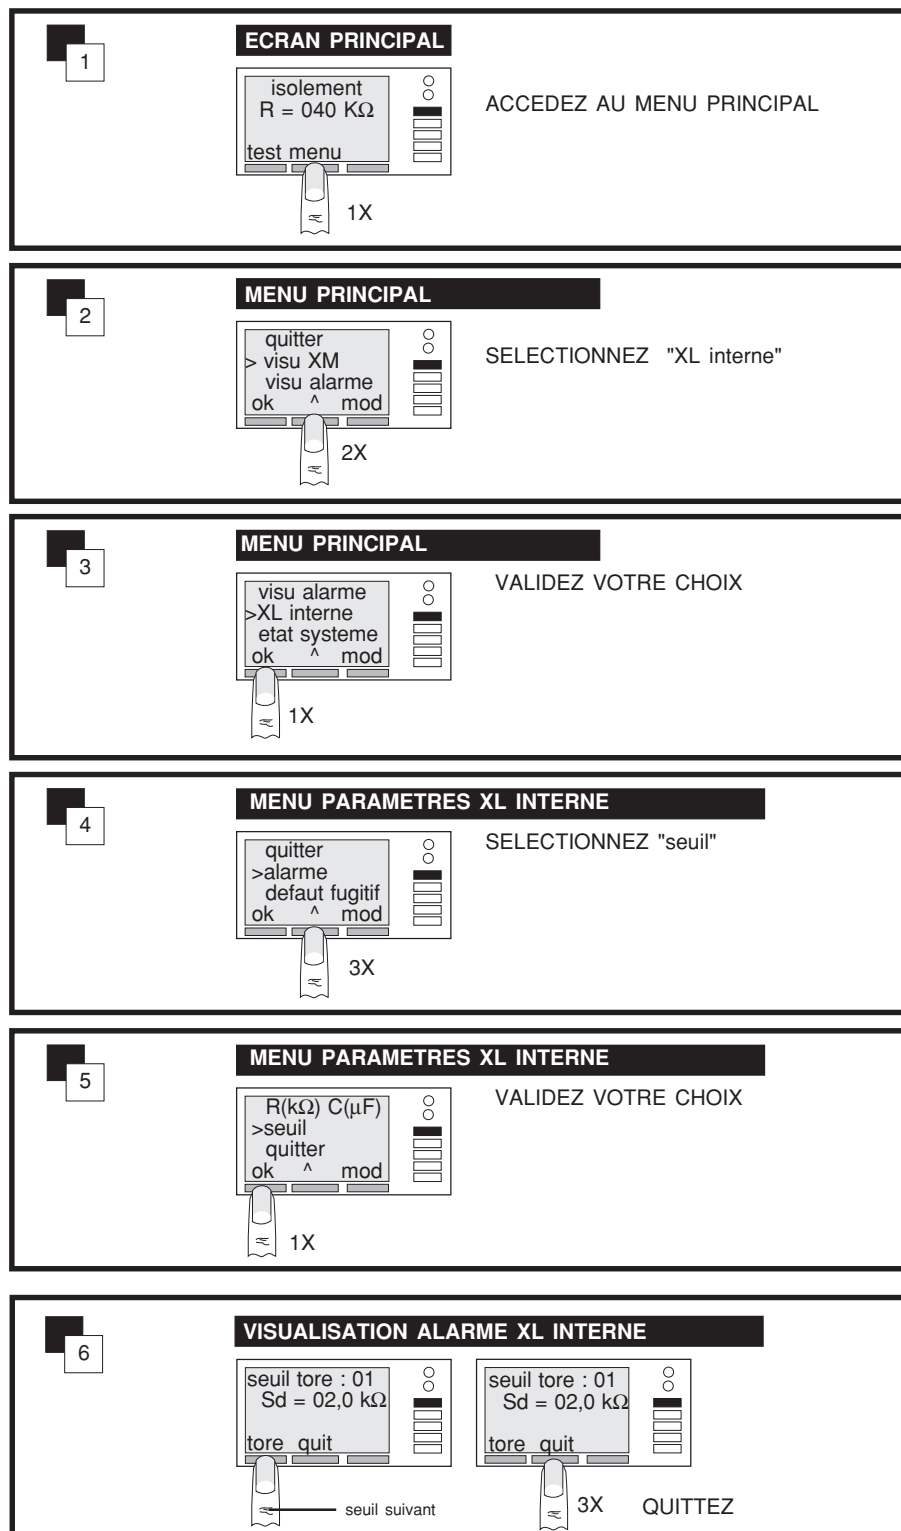 1
ECRAN PRINCIPAL
isolement
R = 040 KΩ
test menu
ACCEDEZ AU MENU PRINCIPAL
1X
2
MENU PRINCIPAL
quitter
> visu XM
visu alarme
ok ^ mod
SELECTIONNEZ "XL interne"
2X
3
MENU PRINCIPAL
visu alarme
>XL interne
etat systeme
ok ^ mod
VALIDEZ VOTRE CHOIX
1X
4
MENU PARAMETRES XL INTERNE
quitter
>alarme
defaut fugitif
ok ^ mod
SELECTIONNEZ "seuil"
3X
5
MENU PARAMETRES XL INTERNE
R(kΩ) C(µF)
>seuil
quitter
ok ^ mod
VALIDEZ VOTRE CHOIX
1X
6
VISUALISATION ALARME XL INTERNE
seuil tore : 01
Sd = 02,0 kΩ
tore quit
seuil suivant
seuil tore : 01
Sd = 02,0 kΩ
tore quit
3X QUITTEZ